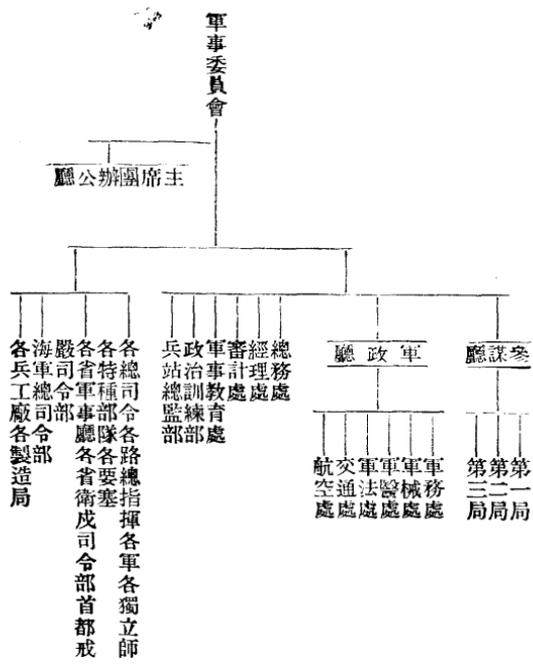 軍事委員會
主席團辦公廳
參謀廳
第一局
第二局
第三局
軍政廳
軍務處
軍械處
軍醫處
軍法處
交通處
航空處
總務處
經理處
審計處
軍事教育處
政治訓練部
兵站總監部
各總司令各路總指揮各軍各獨立師
各特種部隊各要塞
各省軍事廳各省衛戍司令部首都戒
嚴司令部
海軍總司令部
各兵工廠各製造局